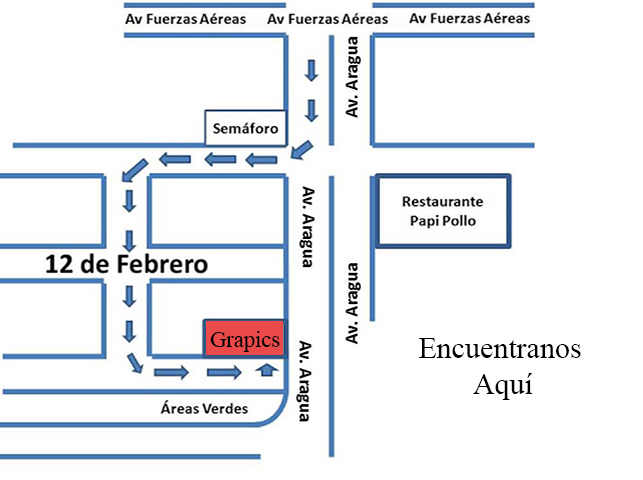 Av Fuerzas Aéreas
Av Fuerzas Aéreas
Av Fuerzas Aéreas
Av. Aragua
Semáforo
Av. Aragua
Restaurante
Papi Pollo
12 de Febrero
Av. Aragua
Grapics
Av. Aragua
Encuentranos
Aquí
Áreas Verdes